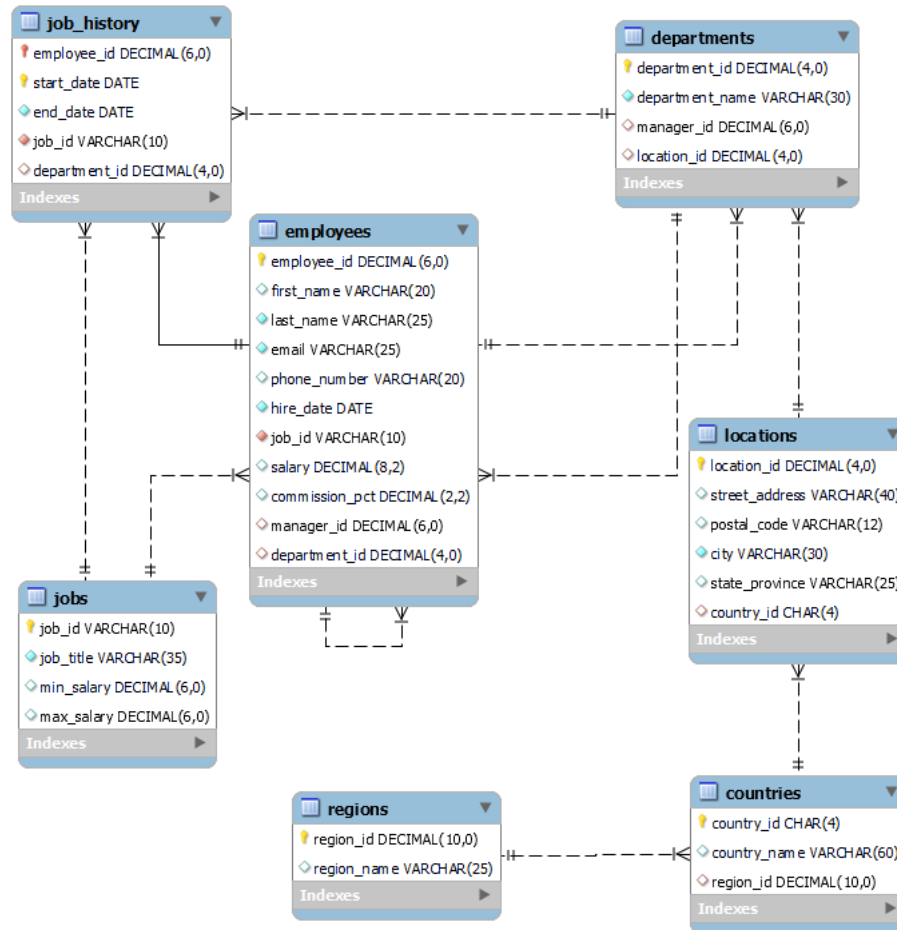 job_history
employee_id DECIMAL(6,0)
start_date DATE
end_date DATE
job_id VARCHAR(10)
department_id DECIMAL(4,0)
Indexes
departments
department_id DECIMAL(4,0)
department_name VARCHAR(30)
manager_id DECIMAL(6,0)
location_id DECIMAL(4,0)
Indexes
employees
employee_id DECIMAL(6,0)
first_name VARCHAR(20)
last_name VARCHAR(25)
email VARCHAR(25)
phone_number VARCHAR(20)
hire_date DATE
job_id VARCHAR(10)
salary DECIMAL(8,2)
commission_pct DECIMAL(2,2)
manager_id DECIMAL(6,0)
department_id DECIMAL(4,0)
Indexes
locations
location_id DECIMAL(4,0)
street_address VARCHAR(40)
postal_code VARCHAR(12)
city VARCHAR(30)
state_province VARCHAR(25)
country_id CHAR(4)
Indexes
jobs
job_id VARCHAR(10)
job_title VARCHAR(35)
min_salary DECIMAL(6,0)
max_salary DECIMAL(6,0)
Indexes
regions
region_id DECIMAL(10,0)
region_name VARCHAR(25)
Indexes
countries
country_id CHAR(4)
country_name VARCHAR(60)
region_id DECIMAL(10,0)
Indexes